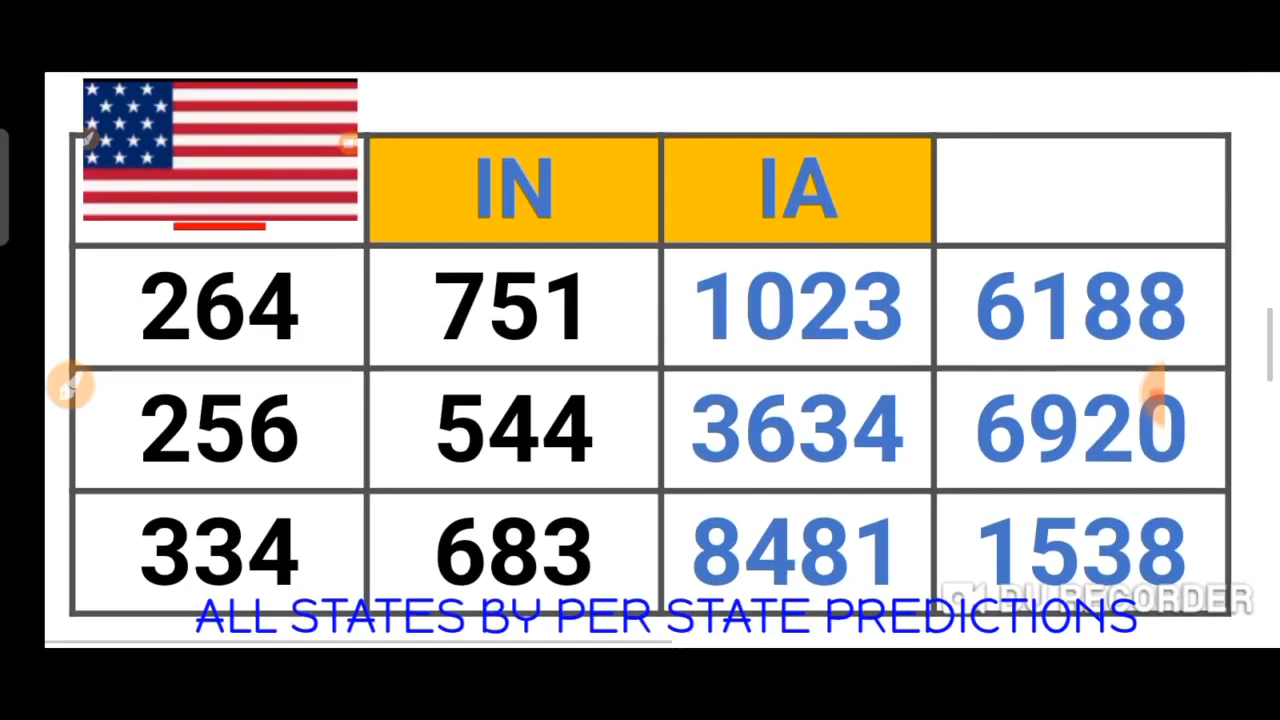 IN IA
264 751 1023 6188
256 544 3634 6920
334 683 8481 1538
ALL STATES BY PER STATE PREDICTIONS
RECORDER